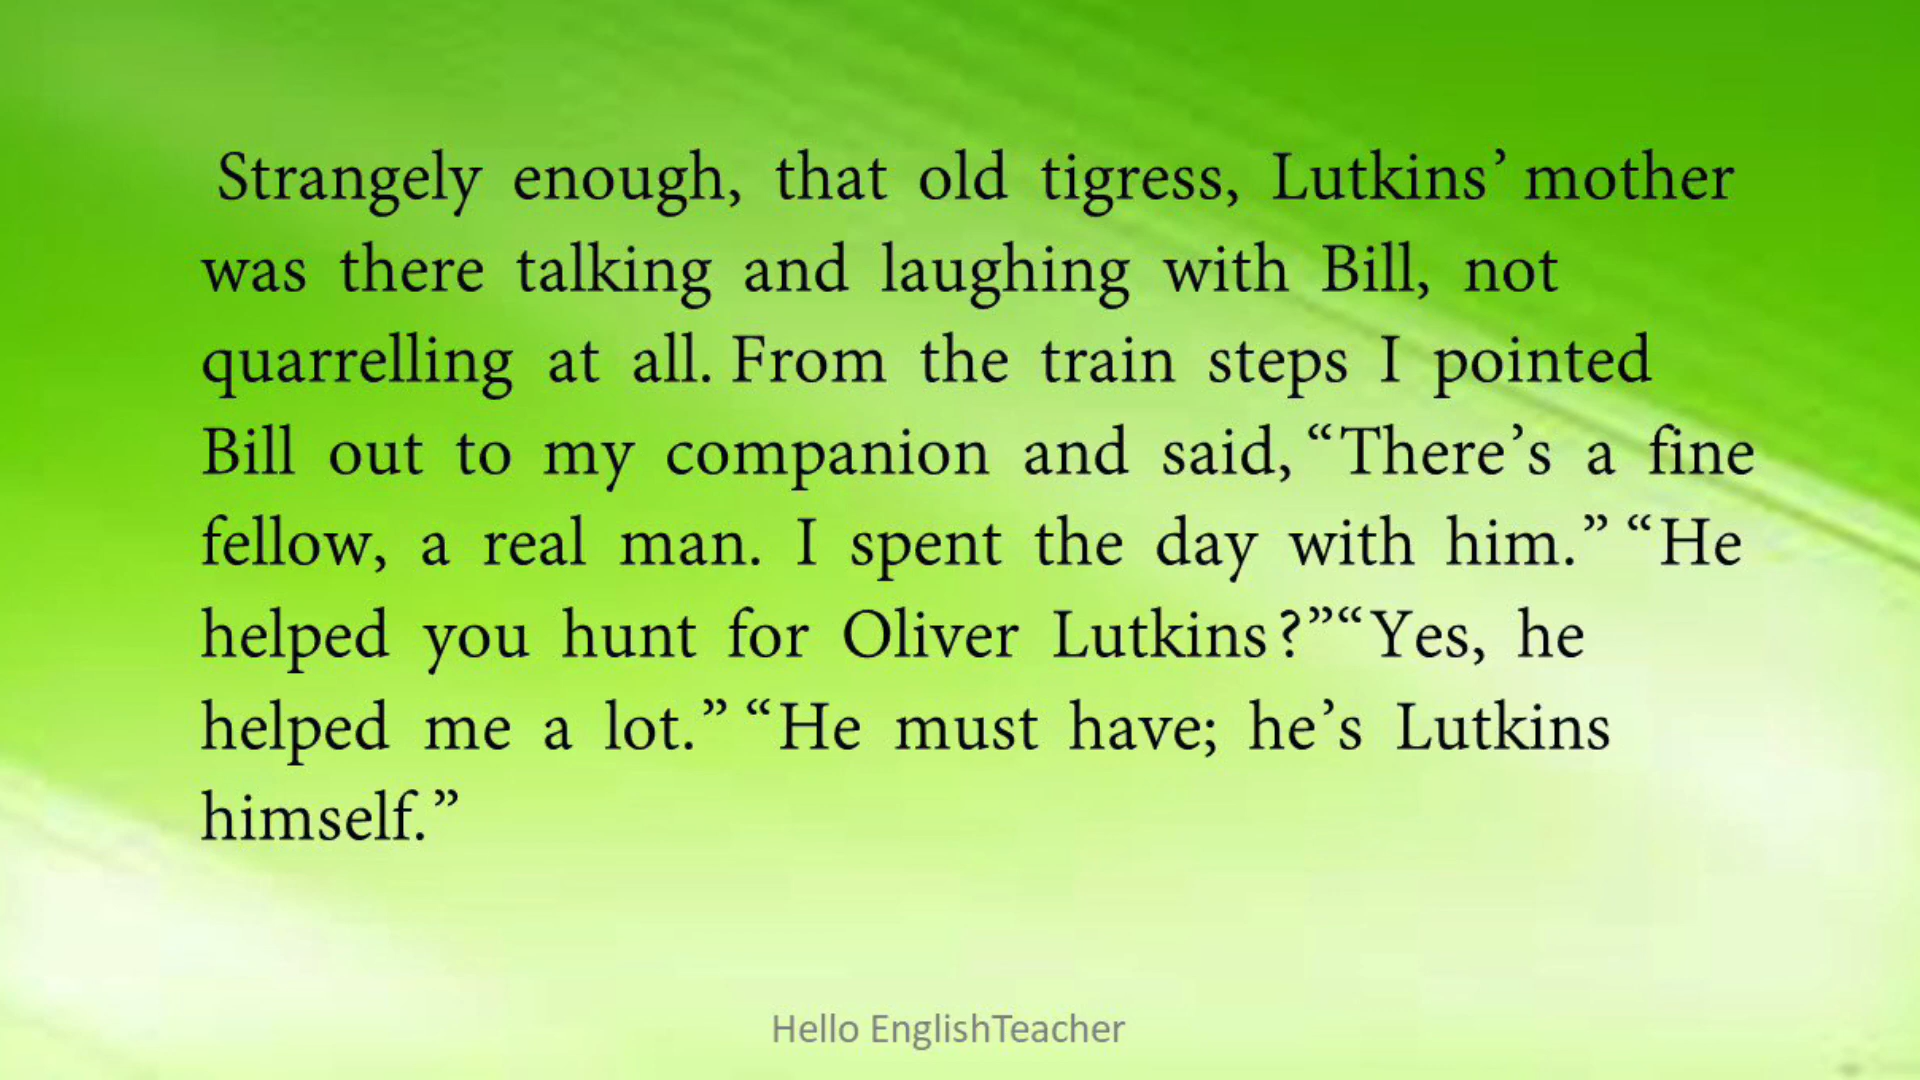 Strangely enough, that old tigress, Lutkins’ mother
was there talking and laughing with Bill, not
quarrelling at all. From the train steps I pointed
Bill out to my companion and said, “There’s a fine
fellow, a real man. I spent the day with him.” “He
helped you hunt for Oliver Lutkins?”“Yes, he
helped me a lot.” “He must have; he’s Lutkins
himself.”
Hello EnglishTeacher